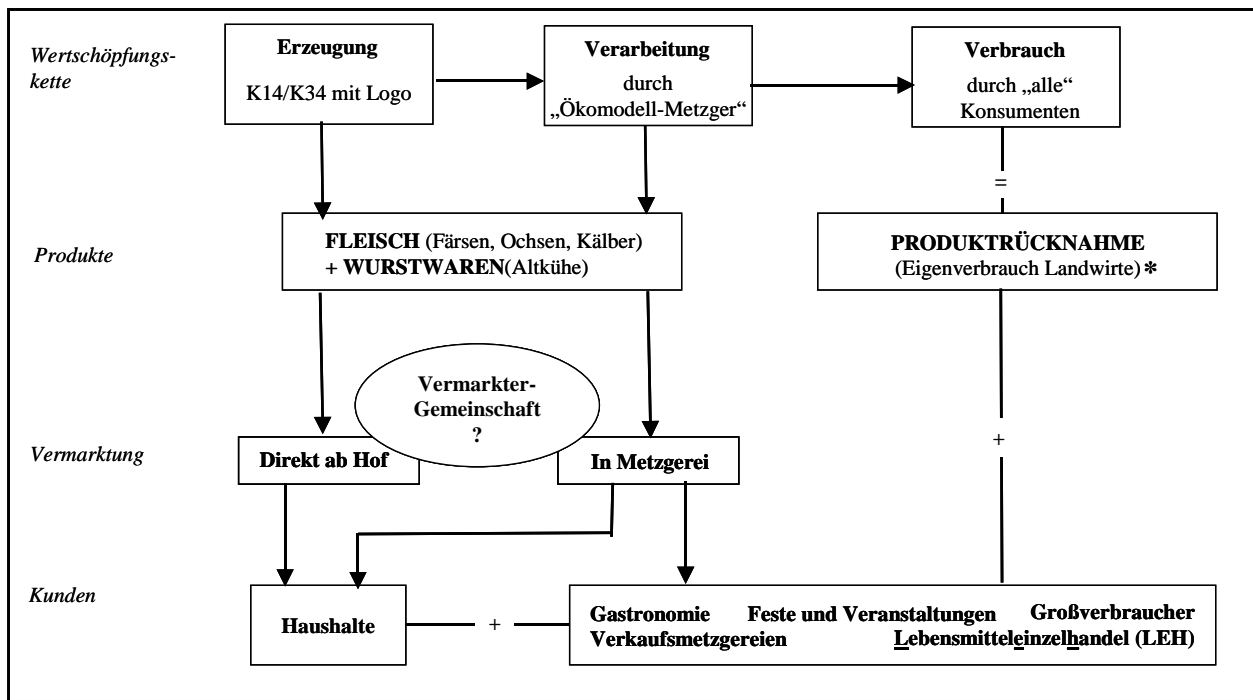 Wertschöpfungs-
kette
Erzeugung
K14/K34 mit Logo
Verarbeitung
durch
„Ökomodell-Metzger“
Verbrauch
durch „alle“
Konsumenten
=
Produkte
FLEISCH (Färsen, Ochsen, Kälber)
+ WURSTWAREN(Altkühe)
PRODUKTRÜCKNAHME
(Eigenverbrauch Landwirte)*
Vermarkter-
Gemeinschaft
?
+
Vermarktung
Direkt ab Hof
In Metzgerei
Kunden
Haushalte
+
Gastronomie Feste und Veranstaltungen Großverbraucher
Verkaufsmetzgereien Lebensmitteleinzelhandel (LEH)